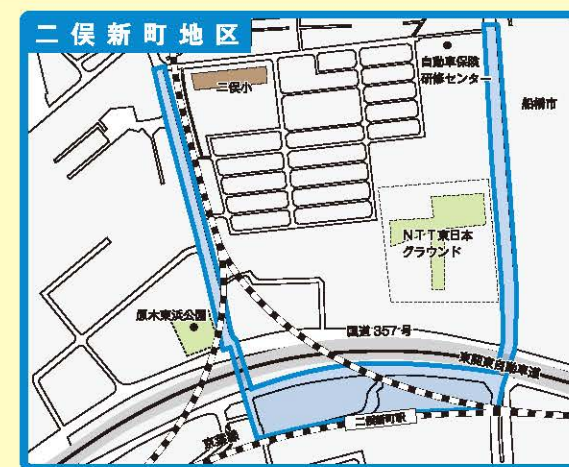 二俣新町地区
自動車保険
研修センター
二俣小
船橋市
NTT東日本
グラウンド
原木東浜公園
国道357号
東関東自動車道
二俣新町駅
京葉線